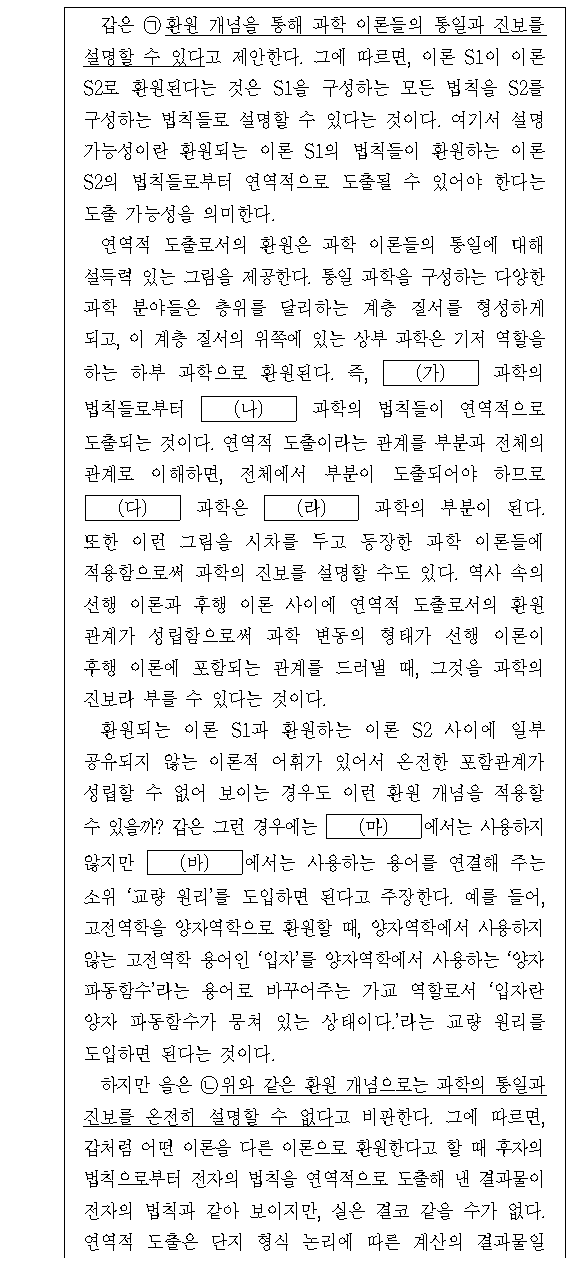 갑은 ㉠환원 개념을 통해 과학 이론들의 통일과 진보를
설명할 수 있다고 제안한다. 그에 따르면, 이론 S1이 이론
S2로 환원된다는 것은 S1을 구성하는 모든 법칙을 S2를
구성하는 법칙들로 설명할 수 있다는 것이다. 여기서 설명
가능성이란 환원되는 이론 S1의 법칙들이 환원하는 이론
S2의 법칙들로부터 연역적으로 도출될 수 있어야 한다는
도출 가능성을 의미한다.
연역적 도출로서의 환원은 과학 이론들의 통일에 대해
설득력 있는 그림을 제공한다. 통일 과학을 구성하는 다양한
과학 분야들은 층위를 달리하는 계층 질서를 형성하게
되고, 이 계층 질서의 위쪽에 있는 상부 과학은 기저 역할을
하는 하부 과학으로 환원된다. 즉, (가) 과학의
법칙들로부터 (나) 과학의 법칙들이 연역적으로
도출되는 것이다. 연역적 도출이라는 관계를 부분과 전체의
관계로 이해하면, 전체에서 부분이 도출되어야 하므로
(다) 과학은 (라) 과학의 부분이 된다.
또한 이런 그림을 시차를 두고 등장한 과학 이론들에
적용함으로써 과학의 진보를 설명할 수도 있다. 역사 속의
선행 이론과 후행 이론 사이에 연역적 도출로서의 환원
관계가 성립함으로써 과학 변동의 형태가 선행 이론이
후행 이론에 포함되는 관계를 드러낼 때, 그것을 과학의
진보라 부를 수 있다는 것이다.
환원되는 이론 S1과 환원하는 이론 S2 사이에 일부
공유되지 않는 이론적 어휘가 있어서 온전한 포함관계가
성립할 수 없어 보이는 경우도 이런 환원 개념을 적용할
수 있을까? 갑은 그런 경우에는 (마)에서는 사용하지
않지만 (바)에서는 사용하는 용어를 연결해 주는
소위 ‘교량 원리’를 도입하면 된다고 주장한다. 예를 들어,
고전역학을 양자역학으로 환원할 때, 양자역학에서 사용하지
않는 고전역학 용어인 ‘입자’를 양자역학에서 사용하는 ‘양자
파동함수’라는 용어로 바꾸어주는 가교 역할로서 ‘입자란
양자 파동함수가 뭉쳐 있는 상태이다.’라는 교량 원리를
도입하면 된다는 것이다.
하지만 을은 ㉡위와 같은 환원 개념으로는 과학의 통일과
진보를 온전히 설명할 수 없다고 비판한다. 그에 따르면,
갑처럼 어떤 이론을 다른 이론으로 환원한다고 할 때 후자의
법칙으로부터 전자의 법칙을 연역적으로 도출해 낸 결과물이
전자의 법칙과 같아 보이지만, 실은 결코 같을 수가 없다.
연역적 도출은 단지 형식 논리에 따른 계산의 결과물일